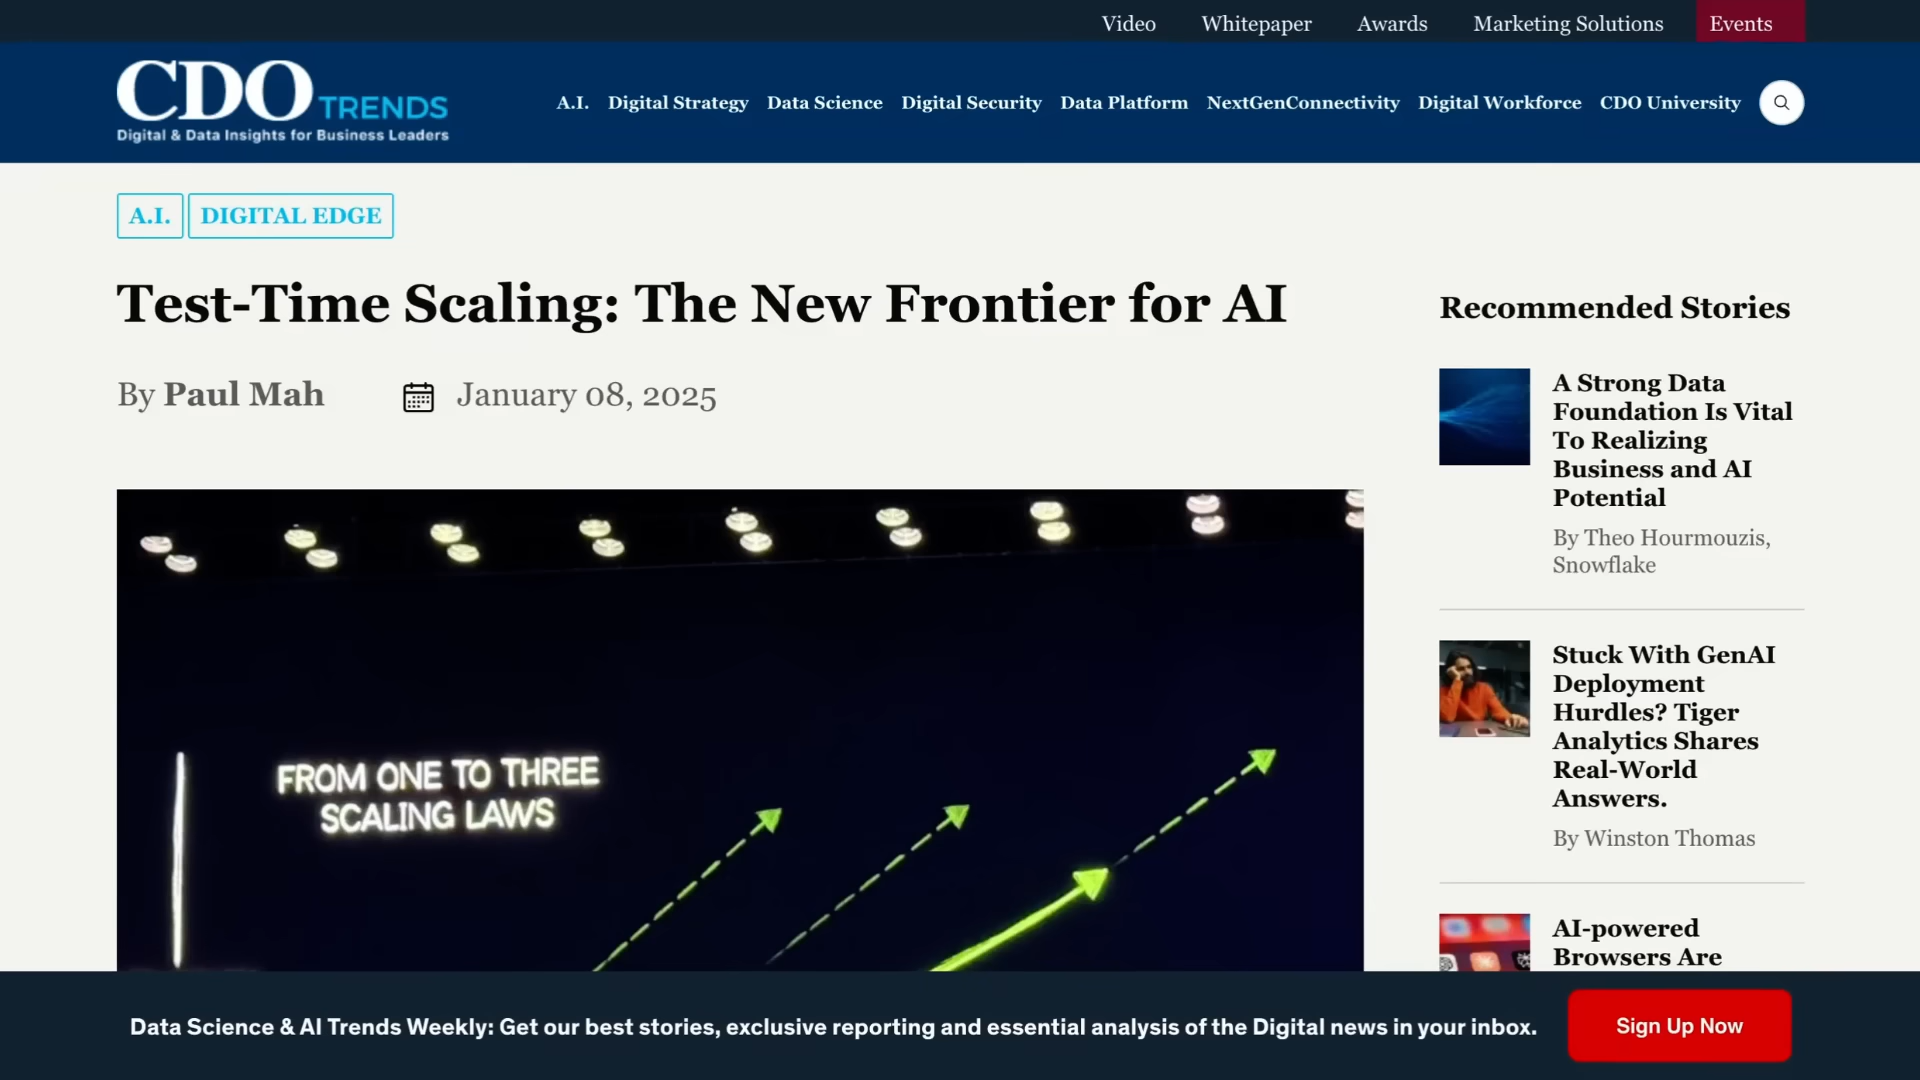 Video Whitepaper Awards Marketing Solutions Events
CDO TRENDS
Digital & Data Insights for Business Leaders
A.I. Digital Strategy Data Science Digital Security Data Platform NextGenConnectivity Digital Workforce CDO University
A.I. DIGITAL EDGE
Test-Time Scaling: The New Frontier for AI
By Paul Mah January 08, 2025
FROM ONE TO THREE
SCALING LAWS
Recommended Stories
A Strong Data
Foundation Is Vital
To Realizing
Business and AI
Potential
By Theo Hourmouzis,
Snowflake
Stuck With GenAI
Deployment
Hurdles? Tiger
Analytics Shares
Real-World
Answers.
By Winston Thomas
AI-powered
Browsers Are
Data Science & AI Trends Weekly: Get our best stories, exclusive reporting and essential analysis of the Digital news in your inbox.
Sign Up Now